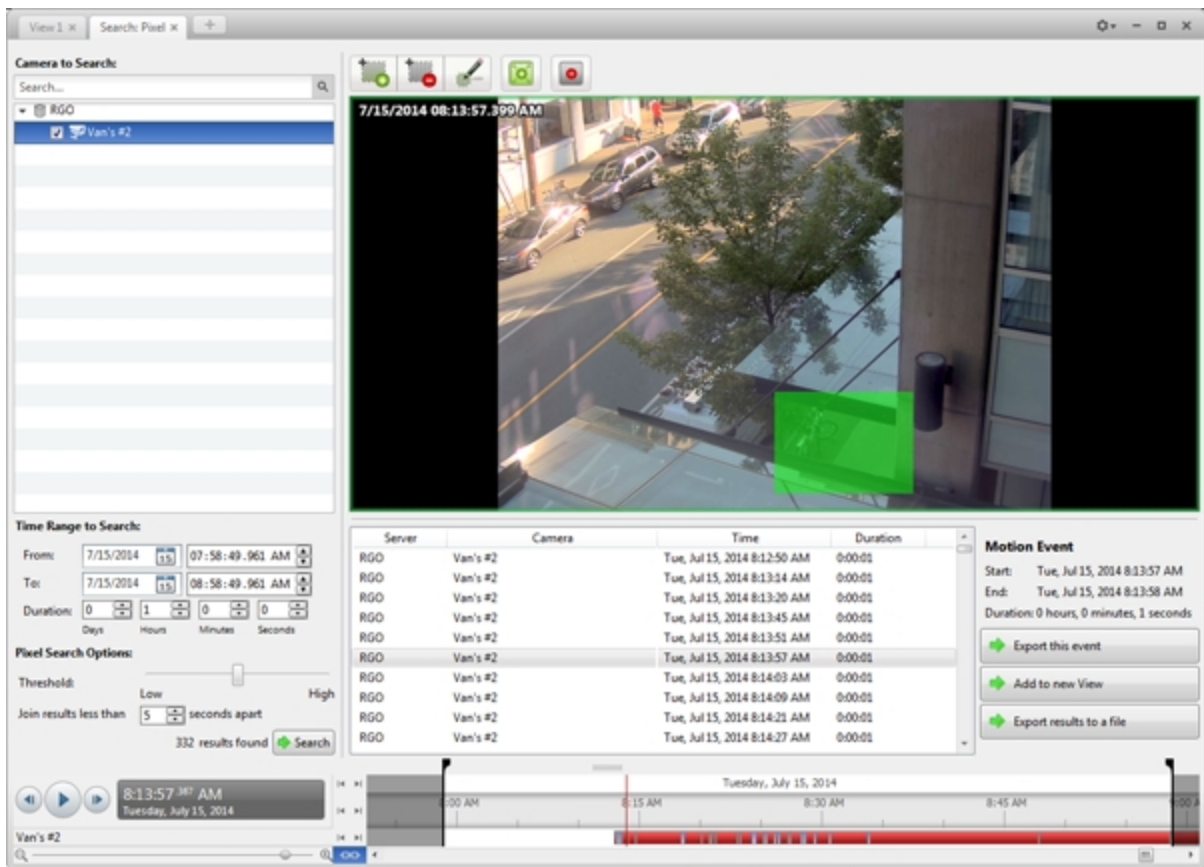 View 1
Search: Pixel
Camera to Search:
Search...
RGO
Van's #2
Time Range to Search:
From: 7/15/2014 15 07:58:49.961 AM
To: 7/15/2014 15 08:58:49.961 AM
Duration: 0 1 0 0
Days Hours Minutes Seconds
Pixel Search Options:
Threshold:
Low High
Join results less than 5 seconds apart
332 results found Search
7/15/2014 08:13:57.399 AM
Server Camera Time Duration
RGO Van's #2 Tue, Jul 15, 2014 8:12:50 AM 0:00:01
RGO Van's #2 Tue, Jul 15, 2014 8:13:14 AM 0:00:01
RGO Van's #2 Tue, Jul 15, 2014 8:13:20 AM 0:00:01
RGO Van's #2 Tue, Jul 15, 2014 8:13:45 AM 0:00:01
RGO Van's #2 Tue, Jul 15, 2014 8:13:51 AM 0:00:01
RGO Van's #2 Tue, Jul 15, 2014 8:13:57 AM 0:00:01
RGO Van's #2 Tue, Jul 15, 2014 8:14:03 AM 0:00:01
RGO Van's #2 Tue, Jul 15, 2014 8:14:09 AM 0:00:01
RGO Van's #2 Tue, Jul 15, 2014 8:14:21 AM 0:00:01
RGO Van's #2 Tue, Jul 15, 2014 8:14:27 AM 0:00:01
Motion Event
Start: Tue, Jul 15, 2014 8:13:57 AM
End: Tue, Jul 15, 2014 8:13:58 AM
Duration: 0 hours, 0 minutes, 1 seconds
Export this event
Add to new View
Export results to a file
8:13:57.387 AM
Tuesday, July 15, 2014
Van's #2
Tuesday, July 15, 2014
8:00 AM 8:15 AM 8:30 AM 8:45 AM